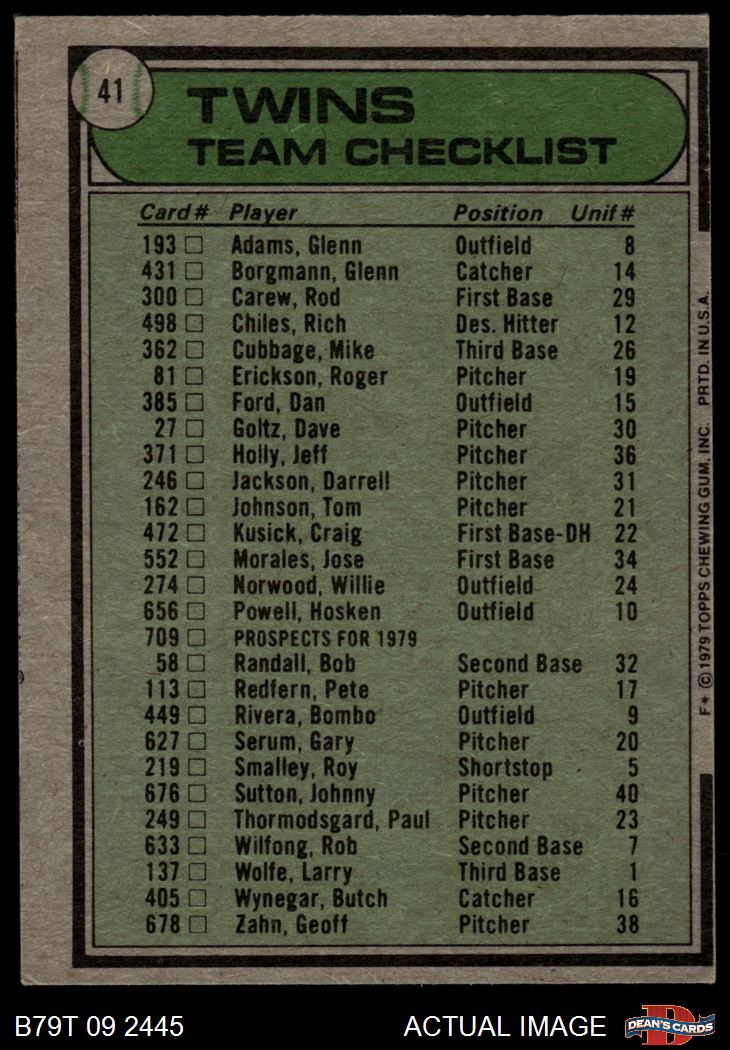 41
TWINS
TEAM CHECKLIST
Card # Player Position Unif #
193 □ Adams, Glenn Outfield 8
431 □ Borgmann, Glenn Catcher 14
300 □ Carew, Rod First Base 29
498 □ Chiles, Rich Des. Hitter 12
362 □ Cubbage, Mike Third Base 26
81 □ Erickson, Roger Pitcher 19
385 □ Ford, Dan Outfield 15
27 □ Goltz, Dave Pitcher 30
371 □ Holly, Jeff Pitcher 36
246 □ Jackson, Darrell Pitcher 31
162 □ Johnson, Tom Pitcher 21
472 □ Kusick, Craig First Base-DH 22
552 □ Morales, Jose First Base 34
274 □ Norwood, Willie Outfield 24
656 □ Powell, Hosken Outfield 10
709 □ PROSPECTS FOR 1979
58 □ Randall, Bob Second Base 32
113 □ Redfern, Pete Pitcher 17
449 □ Rivera, Bombo Outfield 9
627 □ Serum, Gary Pitcher 20
219 □ Smalley, Roy Shortstop 5
676 □ Sutton, Johnny Pitcher 40
249 □ Thormodsgard, Paul Pitcher 23
633 □ Wilfong, Rob Second Base 7
137 □ Wolfe, Larry Third Base 1
405 □ Wynegar, Butch Catcher 16
678 □ Zahn, Geoff Pitcher 38
F* © 1979 TOPPS CHEWING GUM, INC. PRTD. IN U.S.A.
B79T 09 2445 ACTUAL IMAGE
D
DEAN'S CARDS